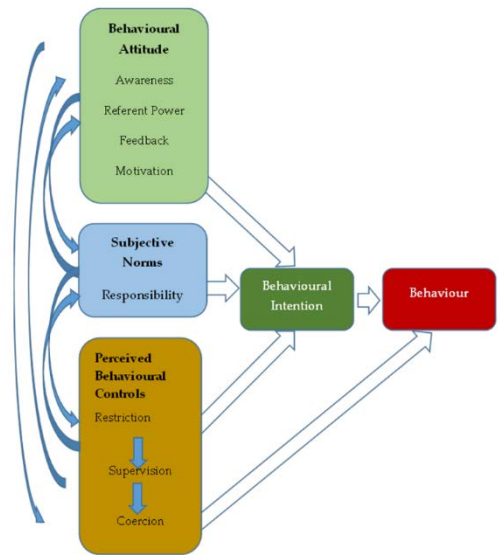 Behavioural
Attitude
Awareness
Referent Power
Feedback
Motivation
Subjective
Norms
Responsibility
Perceived
Behavioural
Controls
Restriction
Supervision
Coercion
Behavioural
Intention
Behaviour